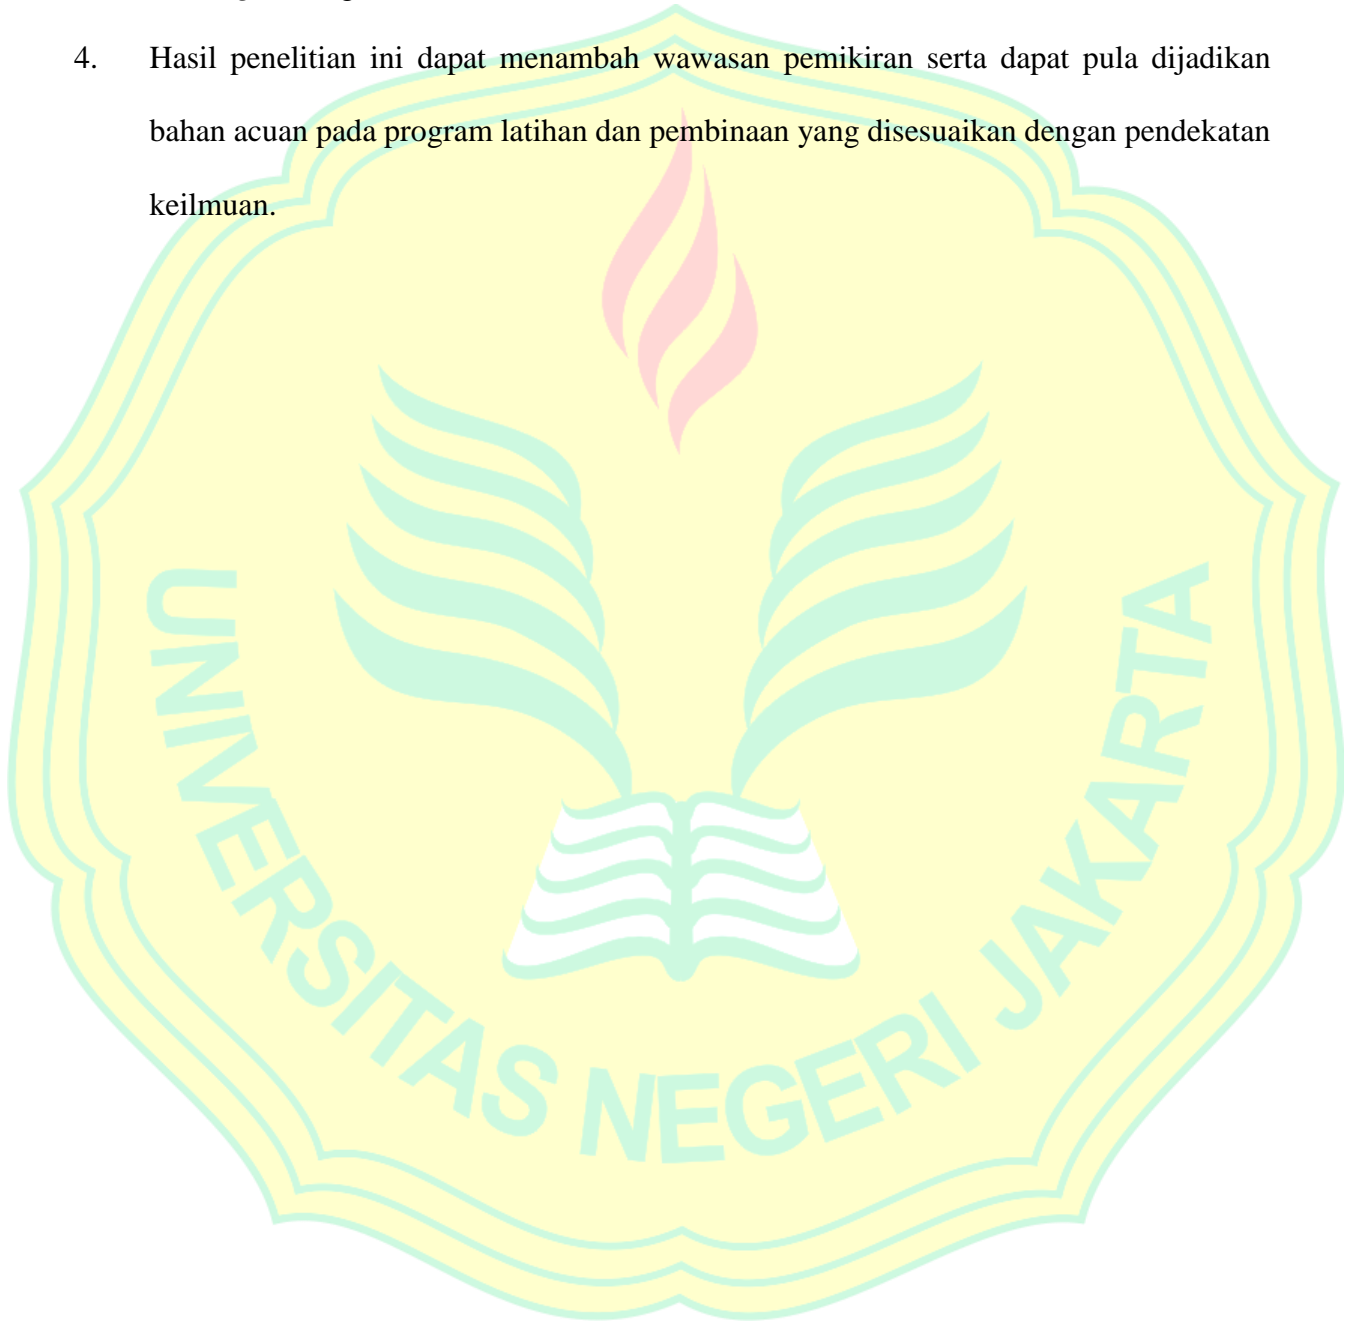 4. Hasil penelitian ini dapat menambah wawasan pemikiran serta dapat pula dijadikan
bahan acuan pada program latihan dan pembinaan yang disesuaikan dengan pendekatan
keilmuan.
UNIVERSITAS NEGERI JAKARTA